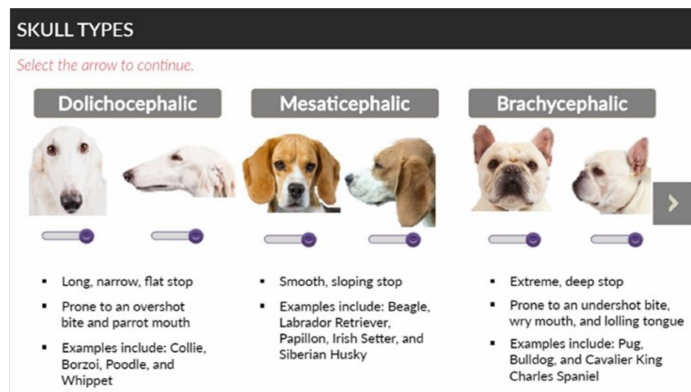 SKULL TYPES
Select the arrow to continue.
Dolichocephalic
Mesaticephalic
Brachycephalic
▪ Long, narrow, flat stop
▪ Prone to an overshot
bite and parrot mouth
▪ Examples include: Collie,
Borzoi, Poodle, and
Whippet
▪ Smooth, sloping stop
▪ Examples include: Beagle,
Labrador Retriever,
Papillon, Irish Setter, and
Siberian Husky
▪ Extreme, deep stop
▪ Prone to an undershot bite,
wry mouth, and lolling tongue
▪ Examples include: Pug,
Bulldog, and Cavalier King
Charles Spaniel